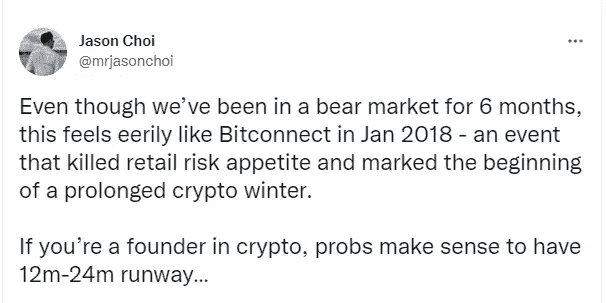 Jason Choi
@mrjasonchoi
Even though we’ve been in a bear market for 6 months,
this feels eerily like Bitconnect in Jan 2018 - an event
that killed retail risk appetite and marked the beginning
of a prolonged crypto winter.
If you’re a founder in crypto, probs make sense to have
12m-24m runway...